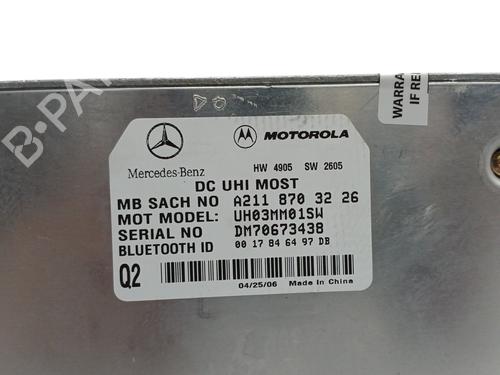 B-PARTS
WARRANTY
IF RE
Mercedes-Benz
MOTOROLA
HW 4905 SW 2605
DC UHI MOST
MB SACH NO A211 870 32 26
MOT MODEL: UH03MM01SW
SERIAL NO DM70673438
BLUETOOTH ID 00 17 84 64 97 DB
Q2
04/25/06 Made In China